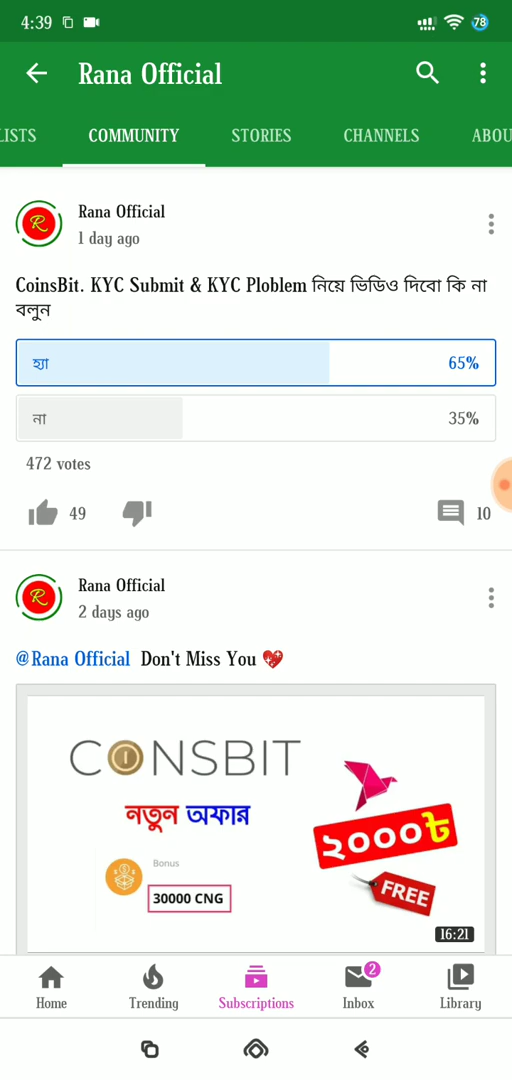 4:39 78
Rana Official
LISTS COMMUNITY STORIES CHANNELS ABOU
Rana Official
1 day ago
CoinsBit. KYC Submit & KYC Ploblem নিয়ে ভিডিও দিবো কি না
বলুন
হ্যা 65%
না 35%
472 votes
49 10
R
Rana Official
2 days ago
@Rana Official Don't Miss You 💖
COINSBIT
নতুন অফার
২০০০৳
Bonus
30000 CNG
FREE
16:21
2
Home Trending Subscriptions Inbox Library